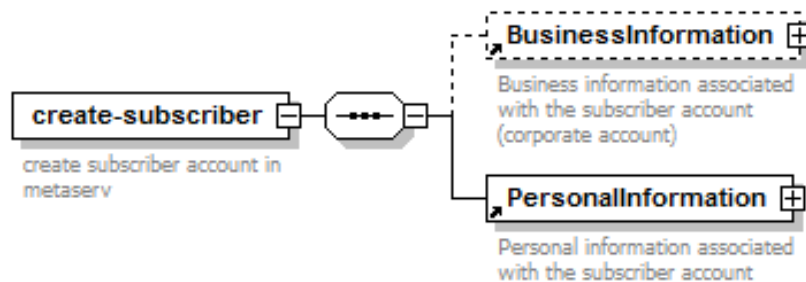 BusinessInformation
Business information associated
with the subscriber account
(corporate account)
create-subscriber
create subscriber account in
metaserv
PersonalInformation
Personal information associated
with the subscriber account